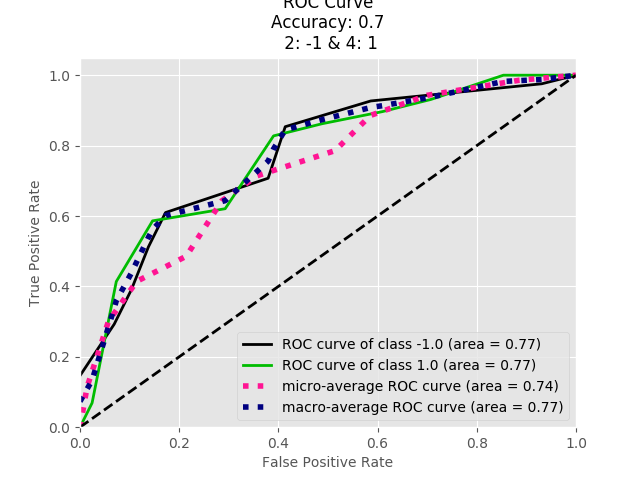 ROC Curve
Accuracy: 0.7
2: -1 & 4: 1
True Positive Rate
1.0
0.8
0.6
0.4
0.2
0.0
ROC curve of class -1.0 (area = 0.77)
ROC curve of class 1.0 (area = 0.77)
micro-average ROC curve (area = 0.74)
macro-average ROC curve (area = 0.77)
0.0 0.2 0.4 0.6 0.8 1.0
False Positive Rate